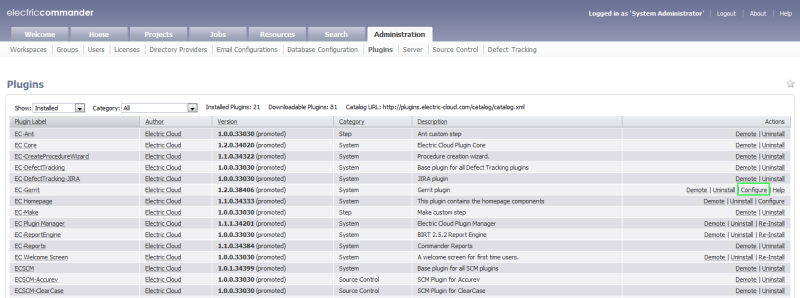 electriccommander
Logged in as 'System Administrator' | Logout | About | Help
Welcome Home Projects Jobs Resources Search Administration
Workspaces | Groups | Users | Licenses | Directory Providers | Email Configurations | Database Configuration | Plugins | Server | Source Control | Defect Tracking
Plugins
Show: Installed Category: All Installed Plugins: 21 Downloadable Plugins: 81 Catalog URL: http://plugins.electric-cloud.com/catalog/catalog.xml
Plugin Label Author Version Category Description Actions
EC-Ant Electric Cloud 1.0.0.33030 (promoted) Step Ant custom step Demote | Uninstall
EC Core Electric Cloud 1.2.0.34020 (promoted) System Electric Cloud Plugin Core Demote | Uninstall
EC-CreateProcedureWizard Electric Cloud 1.1.0.34322 (promoted) System Procedure creation wizard. Demote | Uninstall
EC-DefectTracking Electric Cloud 1.0.0.33030 (promoted) System Base plugin for all Defect Tracking plugins Demote | Uninstall
EC-DefectTracking-JIRA Electric Cloud 1.0.0.33030 (promoted) System JIRA plugin Demote | Uninstall
EC-Gerrit Electric Cloud 1.2.0.38406 (promoted) System Gerrit plugin Demote | Uninstall | Configure | Help
EC Homepage Electric Cloud 1.0.0.34333 (promoted) System This plugin contains the homepage components Demote | Uninstall | Configure
EC-Make Electric Cloud 1.0.0.33030 (promoted) Step Make custom step Demote | Uninstall
EC Plugin Manager Electric Cloud 1.1.1.34201 (promoted) System Electric Cloud Plugin Manager Demote | Uninstall | Re-Install
EC-ReportEngine Electric Cloud 1.0.0.33030 (promoted) System BIRT 2.5.2 Report Engine Demote | Uninstall | Re-Install
EC-Reports Electric Cloud 1.1.0.34384 (promoted) System Commander Reports Demote | Uninstall
EC Welcome Screen Electric Cloud 1.0.0.33030 (promoted) System A welcome screen for first time users. Demote | Uninstall | Re-Install
ECSCM Electric Cloud 1.0.1.34399 (promoted) System Base plugin for all SCM plugins Demote | Uninstall
ECSCM-Accurev Electric Cloud 1.0.0.33030 (promoted) Source Control SCM Plugin for Accurev Demote | Uninstall
ECSCM-ClearCase Electric Cloud 1.0.0.33030 (promoted) Source Control SCM Plugin for ClearCase Demote | Uninstall